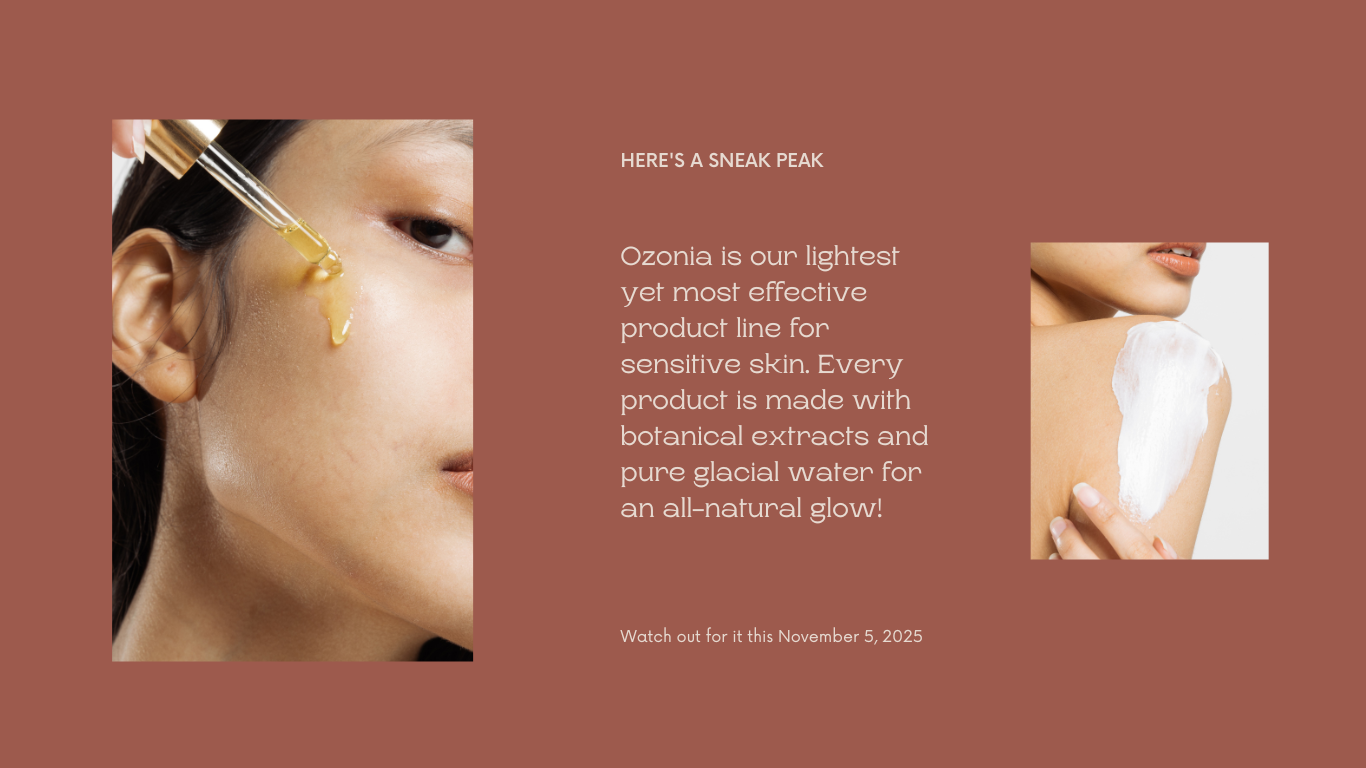 HERE'S A SNEAK PEAK
Ozonia is our lightest
yet most effective
product line for
sensitive skin. Every
product is made with
botanical extracts and
pure glacial water for
an all-natural glow!
Watch out for it this November 5, 2025